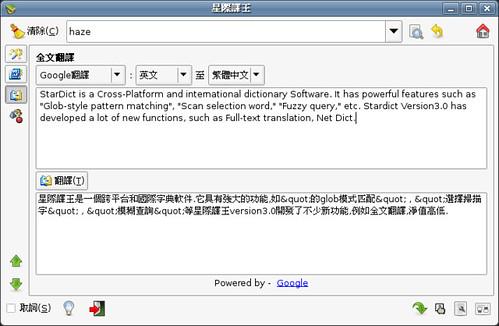 星際譯王
清除(C) haze
全文翻譯
Google翻譯 : 英文 至 繁體中文
StarDict is a Cross-Platform and international dictionary Software. It has powerful features such as
"Glob-style pattern matching", "Scan selection word," "Fuzzy query," etc. Stardict Version3.0 has
developed a lot of new functions, such as Full-text translation, Net Dict.
翻譯(T)
星際譯王是一個跨平台和國際字典軟件.它具有強大的功能,如&quot;的glob模式匹配&quot; , &quot;選擇掃描
字&quot; , &quot;模糊查詢&quot;等星際譯王version3.0開發了不少新功能,例如全文翻譯,淨值高低.
Powered by - Google
取詞(S)